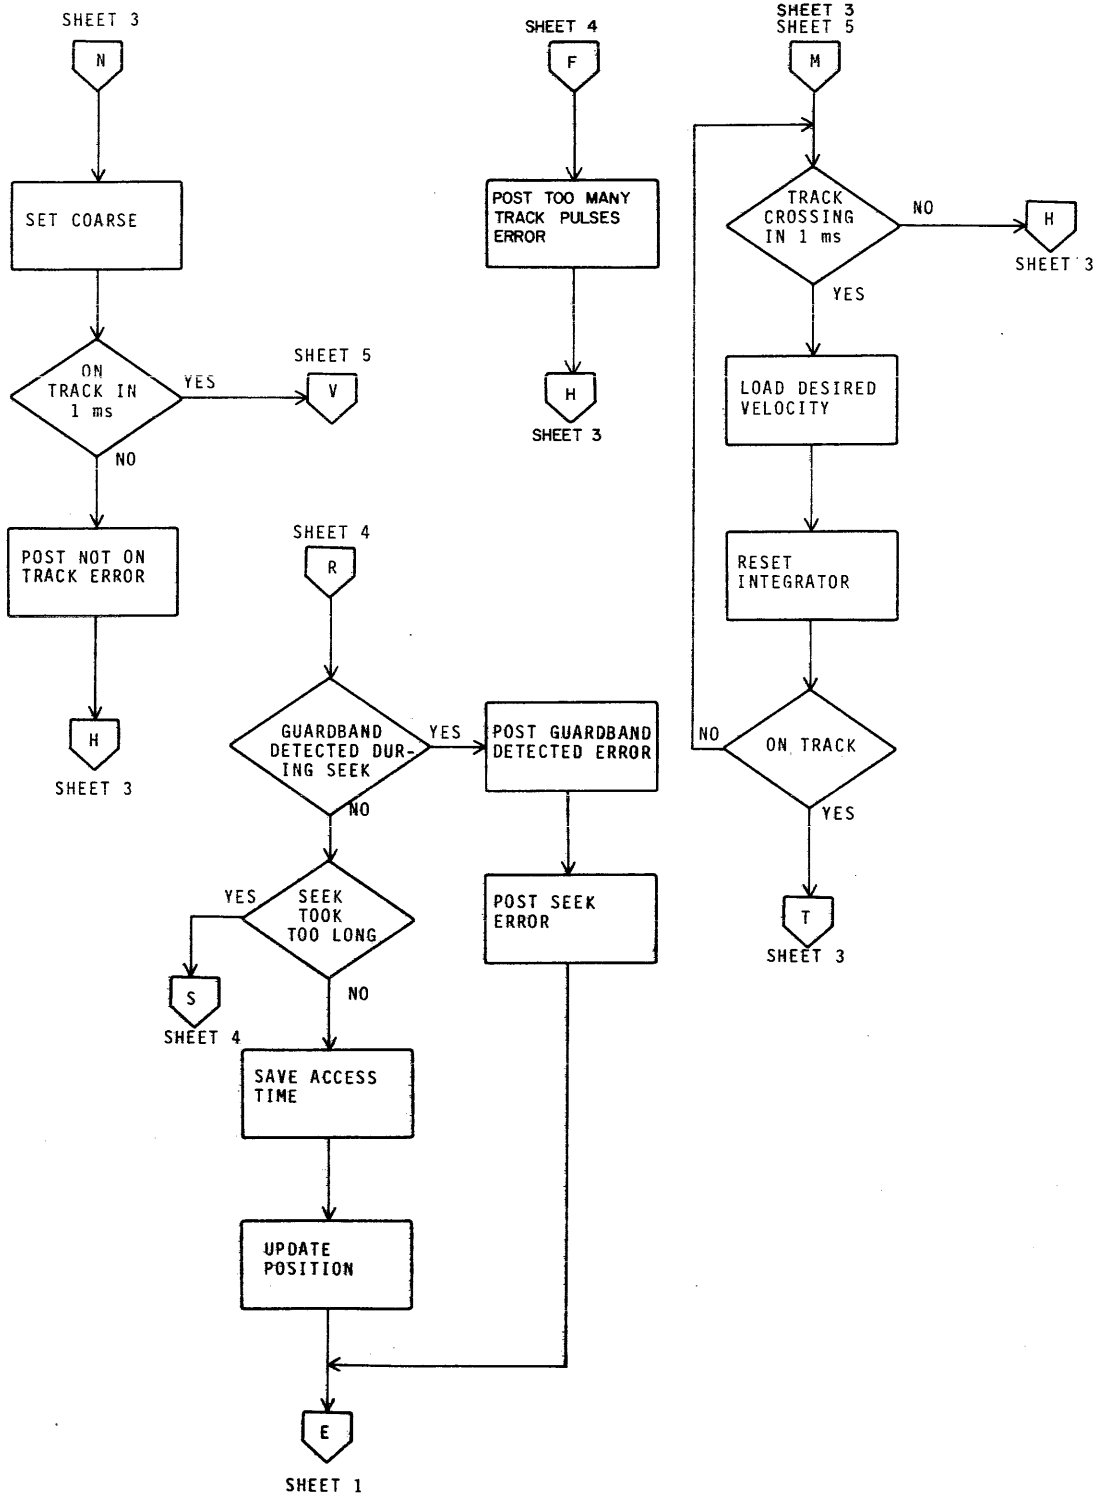 SHEET 3
N
SET COARSE
ON
TRACK IN
1 ms
YES
SHEET 5
V
NO
POST NOT ON
TRACK ERROR
H
SHEET 3
SHEET 4
F
POST TOO MANY
TRACK PULSES
ERROR
H
SHEET 3
SHEET 4
R
GUARDBAND
DETECTED DUR-
ING SEEK
YES
POST GUARDBAND
DETECTED ERROR
POST SEEK
ERROR
NO
SEEK
TOOK
TOO LONG
YES
S
SHEET 4
NO
SAVE ACCESS
TIME
UPDATE
POSITION
E
SHEET 1
SHEET 3
SHEET 5
M
TRACK
CROSSING
IN 1 ms
NO
H
SHEET 3
YES
LOAD DESIRED
VELOCITY
RESET
INTEGRATOR
ON TRACK
NO
YES
T
SHEET 3